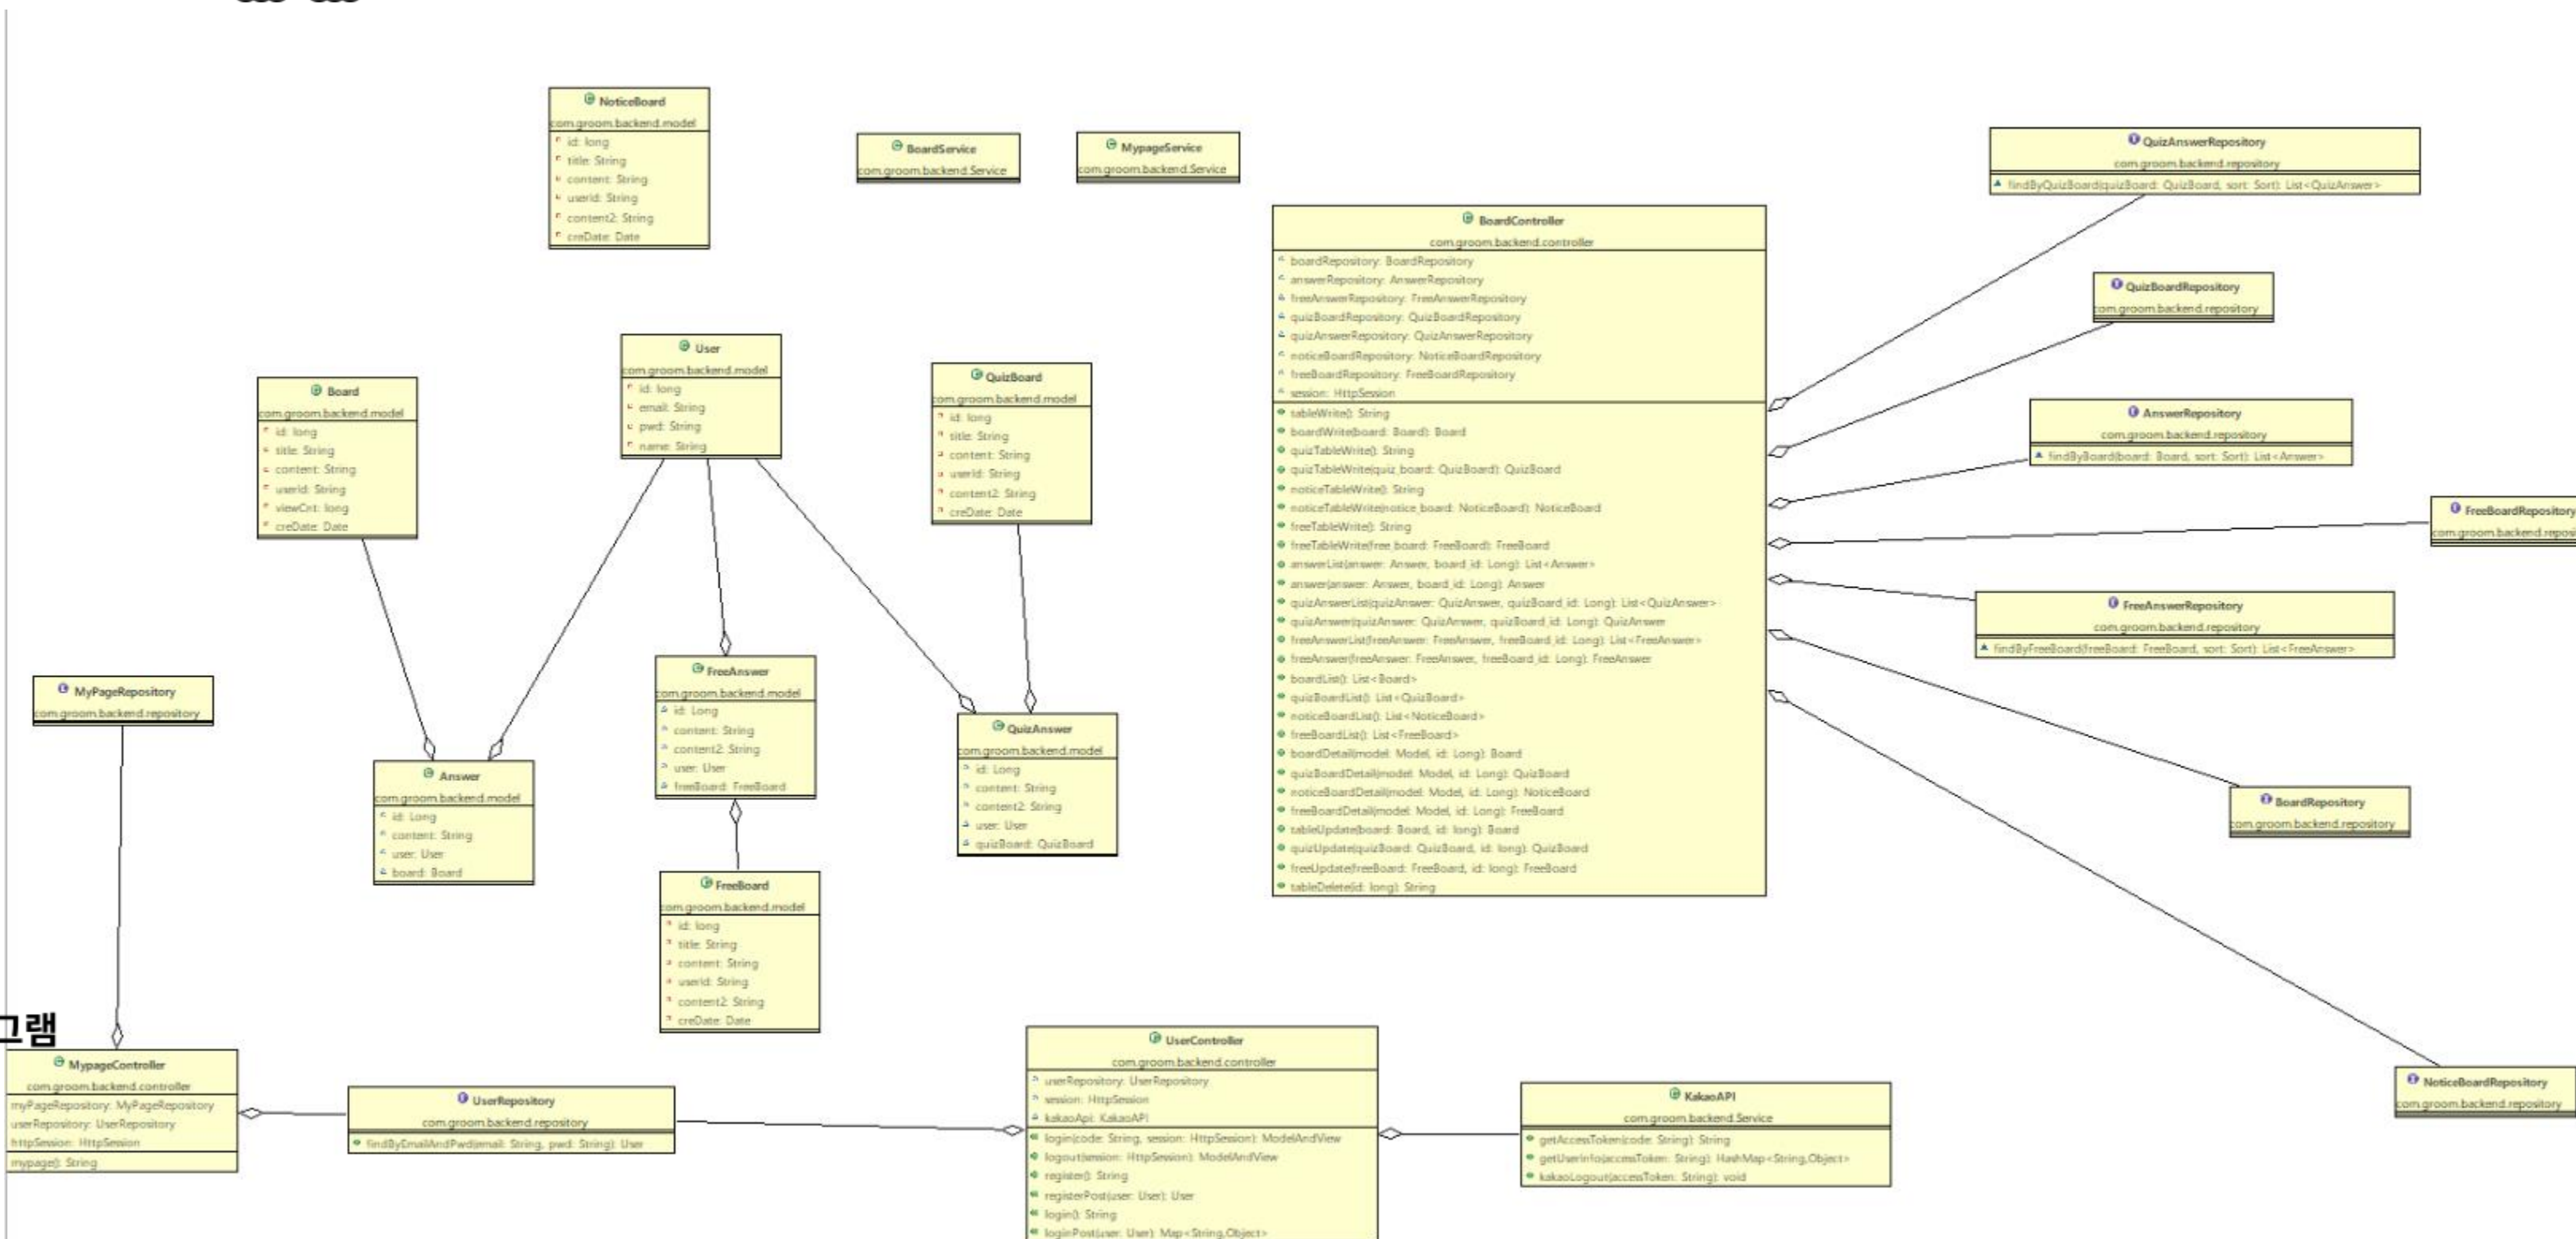 NoticeBoard
com.groom.backend.model
id: long
title: String
content: String
userId: String
content2: String
creDate: Date
BoardService
com.groom.backend.Service
MypageService
com.groom.backend.Service
QuizAnswerRepository
com.groom.backend.repository
findByQuizBoard(quizBoard: QuizBoard, sort: Sort): List<QuizAnswer>
BoardController
com.groom.backend.controller
boardRepository: BoardRepository
answerRepository: AnswerRepository
freeAnswerRepository: FreeAnswerRepository
quizBoardRepository: QuizBoardRepository
quizAnswerRepository: QuizAnswerRepository
noticeBoardRepository: NoticeBoardRepository
freeBoardRepository: FreeBoardRepository
session: HttpSession
tableWrite(): String
boardWrite(board: Board): Board
quizTableWrite(): String
quizTableWrite(quiz_board: QuizBoard): QuizBoard
noticeTableWrite(): String
noticeTableWrite(notice_board: NoticeBoard): NoticeBoard
freeTableWrite(): String
freeTableWrite(free_board: FreeBoard): FreeBoard
answerList(answer: Answer, board_id: Long): List<Answer>
answer(answer: Answer, board_id: Long): Answer
quizAnswerList(quizAnswer: QuizAnswer, quizBoard_id: Long): List<QuizAnswer>
quizAnswer(quizAnswer: QuizAnswer, quizBoard_id: Long): QuizAnswer
freeAnswerList(freeAnswer: FreeAnswer, freeBoard_id: Long): List<FreeAnswer>
freeAnswer(freeAnswer: FreeAnswer, freeBoard_id: Long): FreeAnswer
boardList(): List<Board>
quizBoardList(): List<QuizBoard>
noticeBoardList(): List<NoticeBoard>
freeBoardList(): List<FreeBoard>
boardDetail(model: Model, id: Long): Board
quizBoardDetail(model: Model, id: Long): QuizBoard
noticeBoardDetail(model: Model, id: Long): NoticeBoard
freeBoardDetail(model: Model, id: Long): FreeBoard
tableUpdate(board: Board, id: long): Board
quizUpdate(quizBoard: QuizBoard, id: long): QuizBoard
freeUpdate(freeBoard: FreeBoard, id: long): FreeBoard
tableDelete(id: long): String
QuizBoardRepository
com.groom.backend.repository
AnswerRepository
com.groom.backend.repository
findByBoard(board: Board, sort: Sort): List<Answer>
FreeBoardRepository
com.groom.backend.reposi
FreeAnswerRepository
com.groom.backend.repository
findByFreeBoard(freeBoard: FreeBoard, sort: Sort): List<FreeAnswer>
BoardRepository
com.groom.backend.repository
NoticeBoardRepository
com.groom.backend.repository
Board
com.groom.backend.model
id: long
title: String
content: String
userId: String
viewCnt: long
creDate: Date
User
com.groom.backend.model
id: long
email: String
pwd: String
name: String
QuizBoard
com.groom.backend.model
id: long
title: String
content: String
userId: String
content2: String
creDate: Date
MyPageRepository
com.groom.backend.repository
Answer
com.groom.backend.model
id: Long
content: String
user: User
board: Board
FreeAnswer
com.groom.backend.model
id: Long
content: String
content2: String
user: User
freeBoard: FreeBoard
QuizAnswer
com.groom.backend.model
id: Long
content: String
content2: String
user: User
quizBoard: QuizBoard
FreeBoard
com.groom.backend.model
id: long
title: String
content: String
userId: String
content2: String
creDate: Date
그램
MypageController
com.groom.backend.controller
myPageRepository: MyPageRepository
userRepository: UserRepository
httpSession: HttpSession
mypage(): String
UserRepository
com.groom.backend.repository
findByEmailAndPwd(email: String, pwd: String): User
UserController
com.groom.backend.controller
userRepository: UserRepository
session: HttpSession
kakaoApi: KakaoAPI
login(code: String, session: HttpSession): ModelAndView
logout(session: HttpSession): ModelAndView
register(): String
registerPost(user: User): User
login(): String
loginPost(user: User): Map<String,Object>
KakaoAPI
com.groom.backend.Service
getAccessToken(code: String): String
getUserInfo(accessToken: String): HashMap<String,Object>
kakaoLogout(accessToken: String): void